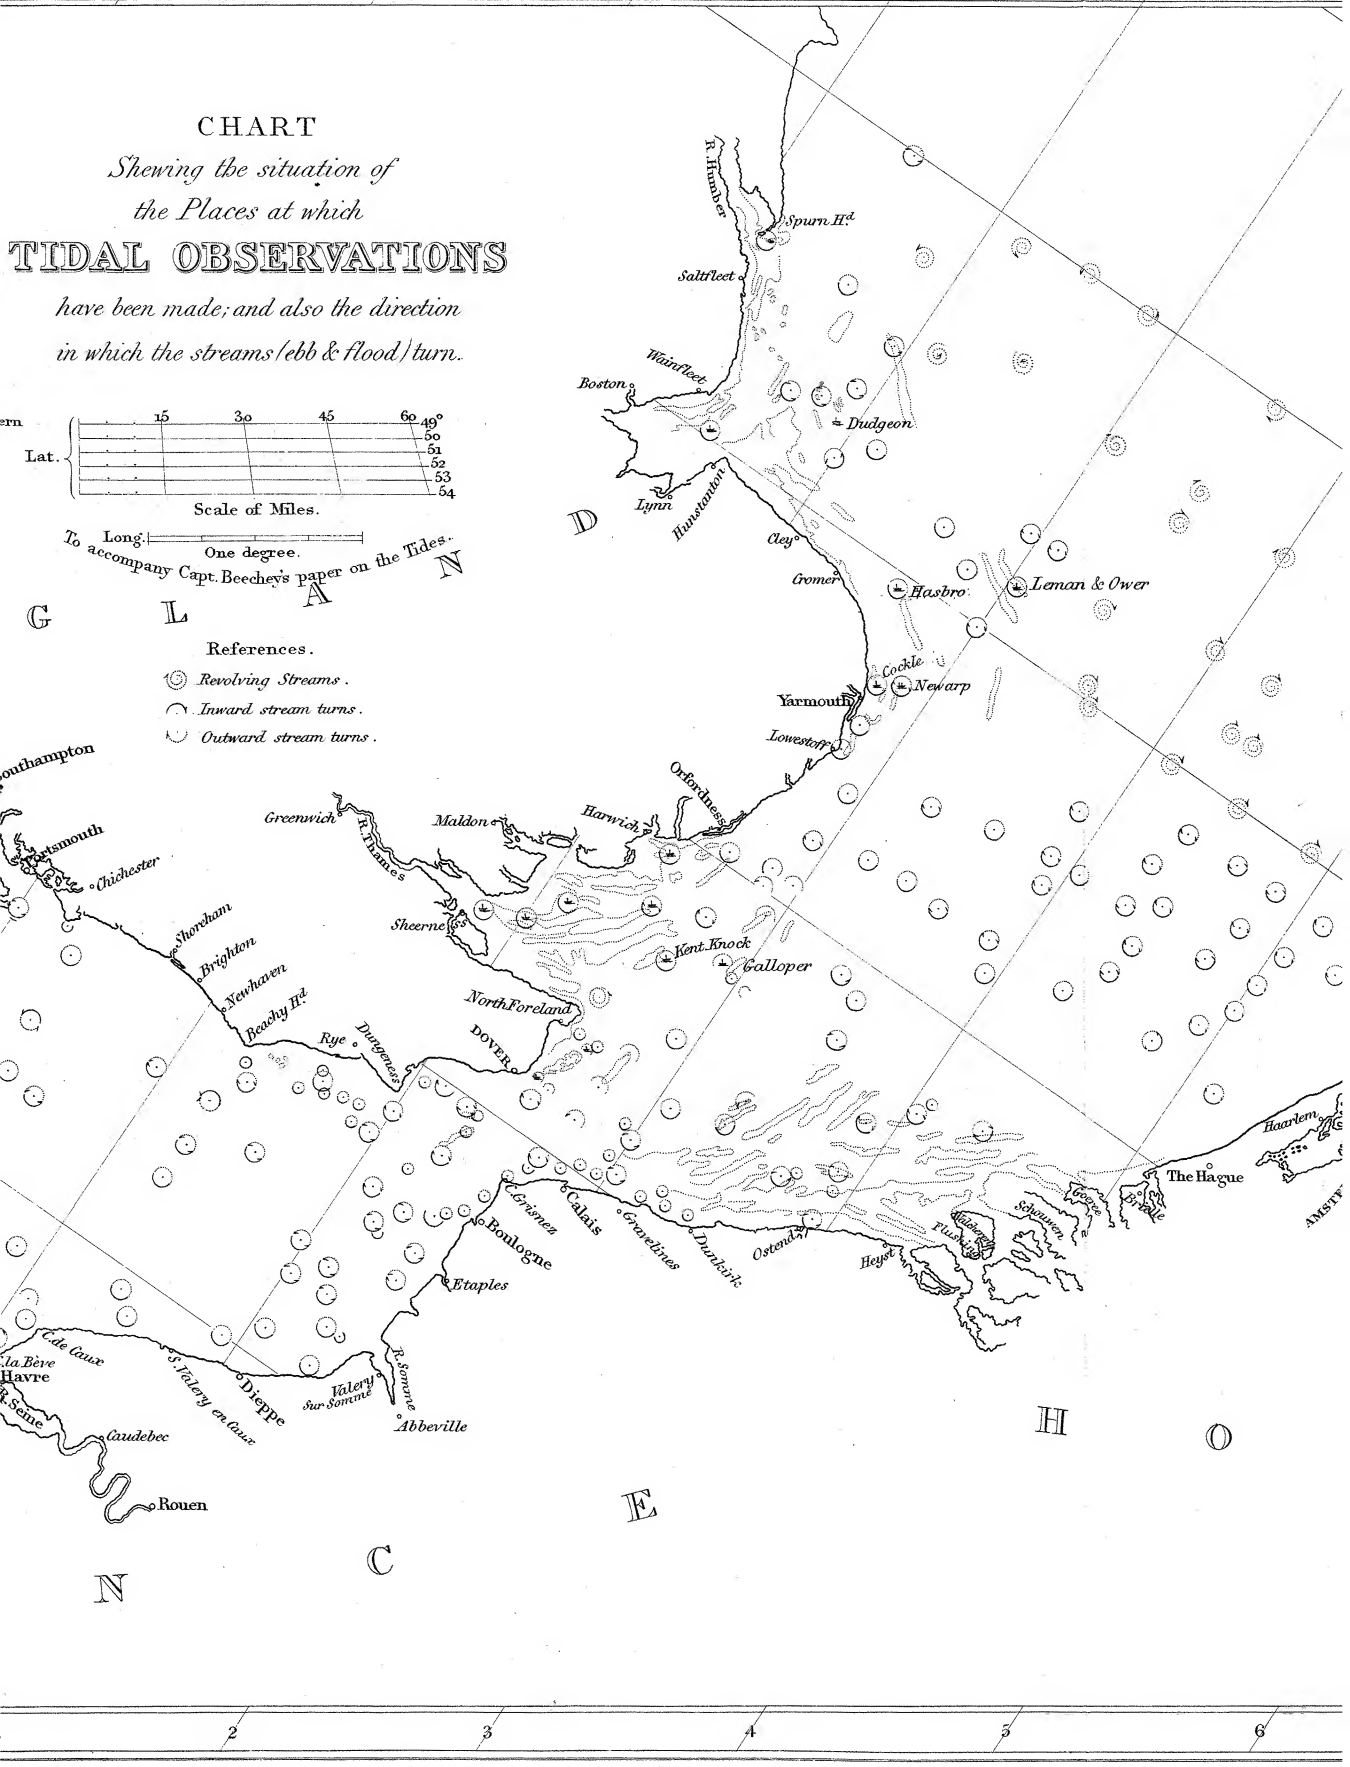 CHART
Shewing the situation of
the Places at which
TIDAL OBSERVATIONS
have been made; and also the direction
in which the streams (ebb & flood) turn.
15 30 45 60
49°
50
51
52
53
54
Lat.
Scale of Miles.
Long.
One degree.
To accompany Capt. Beechey's paper on the Tides.
G L A N D
References.
Revolving Streams.
Inward stream turns.
Outward stream turns.
R. Humber
Spurn Hd.
Saltfleet
Wainfleet
Boston
Dudgeon
Lynn
Hunstanton
Cley
Cromer
Hasbro
Leman & Ower
Cockle
Newarp
Yarmouth
Lowestoff
Orfordness
Harwich
Maldon
Greenwich
R. Thames
Sheerness
Kent Knock
Galloper
North Foreland
DOVER
Dungeness
Rye
Beachy Hd
Newhaven
Brighton
Shoreham
Chichester
Portsmouth
outhampton
Haarlem
The Hague
AMSTE
Brielle
Goeree
Schouwen
Flushing
Heyst
Ostend
Dunkirk
Gravelines
Calais
C. Grisnez
Boulogne
Etaples
R. Somme
Valery
Sur Somme
Abbeville
Dieppe
S. Valery en Caux
C. de Caux
la Bève
Havre
R. Seine
Caudebec
Rouen
H O
E
C
N
2 3 4 5 6